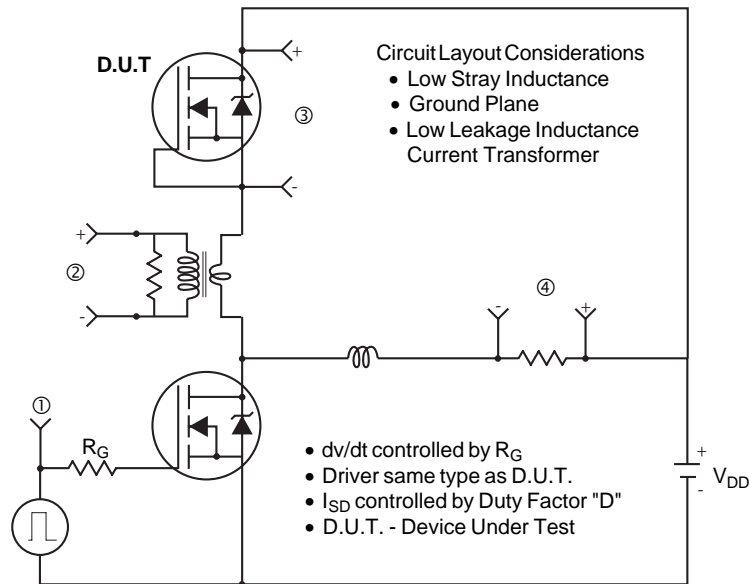 D.U.T
+
Circuit Layout Considerations
• Low Stray Inductance
• Ground Plane
• Low Leakage Inductance
Current Transformer
③
-
+
②
-
④
-
+
①
RG
• dv/dt controlled by RG
• Driver same type as D.U.T.
• ISD controlled by Duty Factor "D"
• D.U.T. - Device Under Test
+
VDD
-